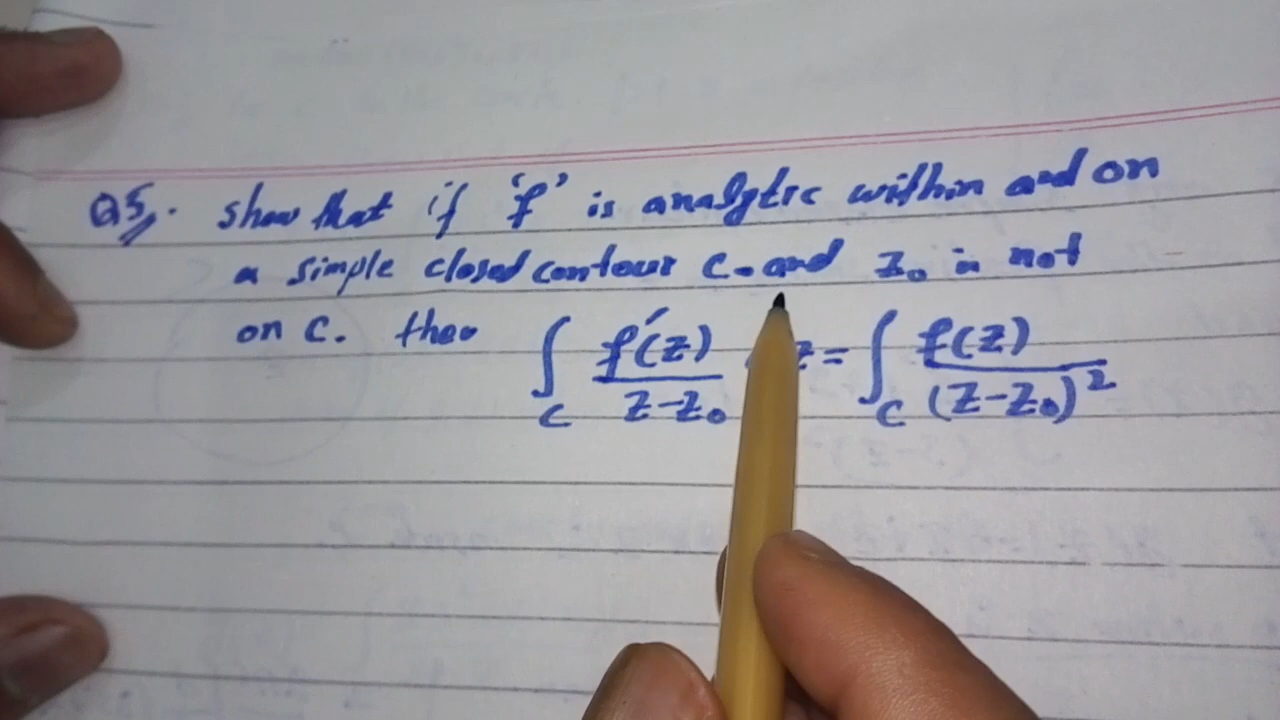 Q5. show that if 'f' is analytic within and on
a simple closed contour C. and z₀ is not
on C. then ∫_C f′(z)/(z-z₀) z = ∫_C f(z)/(z-z₀)²